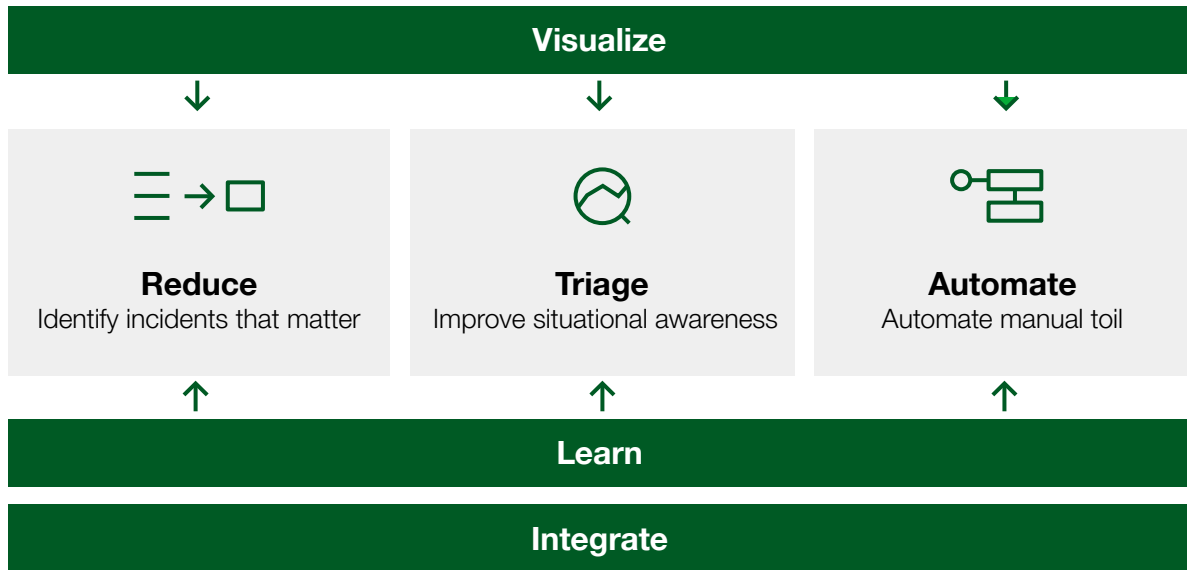 Visualize
Reduce
Identify incidents that matter
Triage
Improve situational awareness
Automate
Automate manual toil
Learn
Integrate